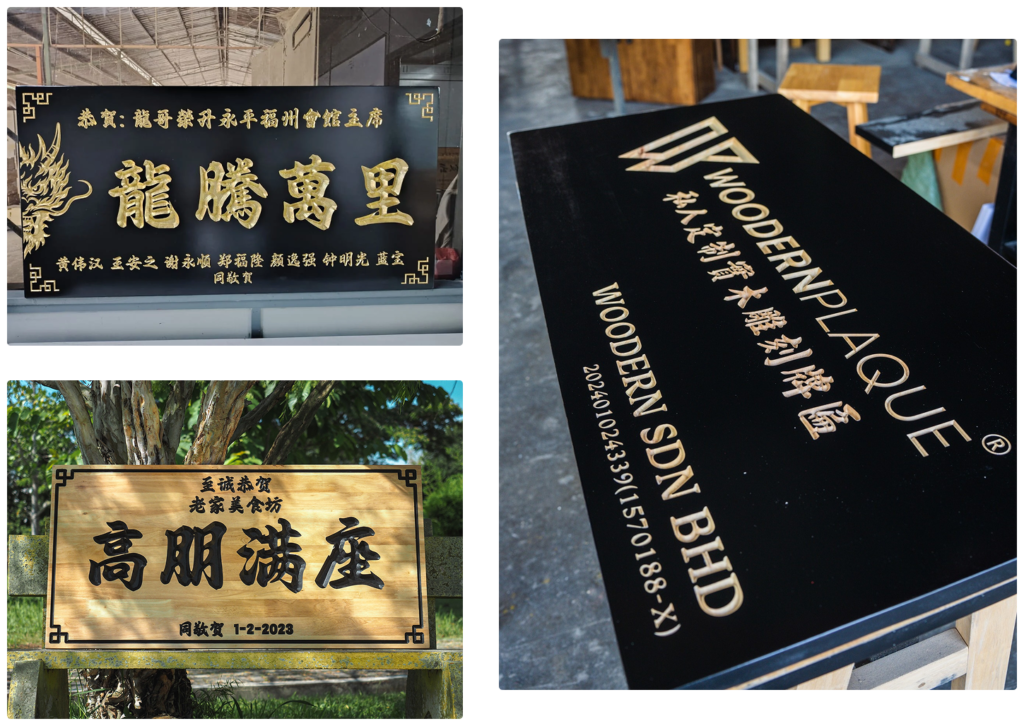 恭賀：龍哥榮升永平福州會館主席
龍騰萬里
黄伟汉 王安之 谢永順 郑福隆 顏逸强 钟明光 蓝宝
同敬賀
至诚恭贺
老家美食坊
高朋满座
同敬贺 1-2-2023
WOODERNPLAQUE®
私人定制實木雕刻牌匾
WOODERN SDN BHD
202401024339(1570188-X)